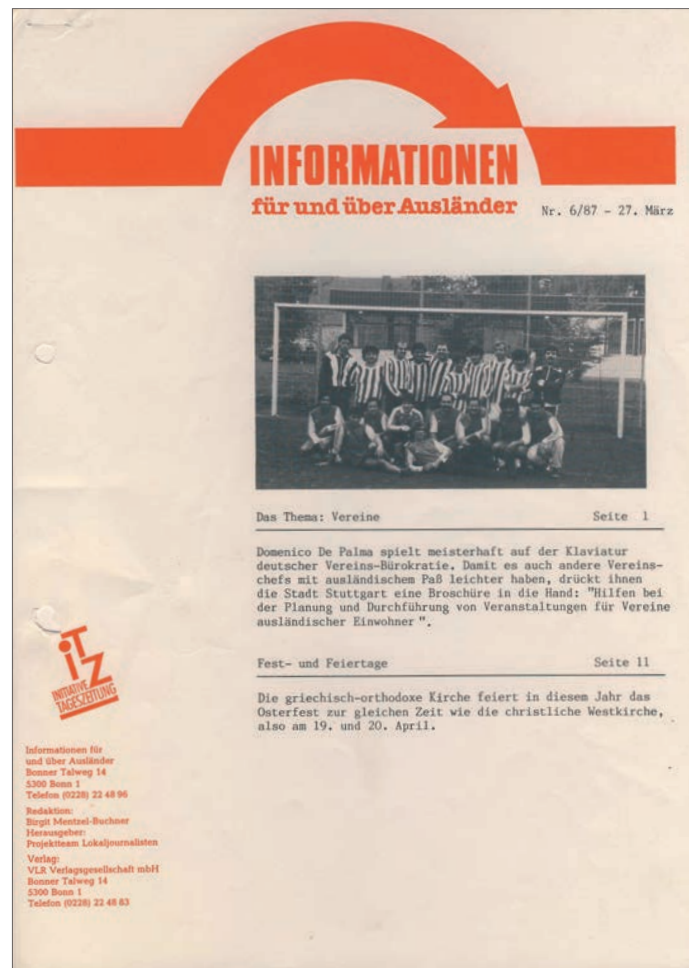 INFORMATIONEN
für und über Ausländer
Nr. 6/87 - 27. März
Das Thema: Vereine Seite 1
Domenico De Palma spielt meisterhaft auf der Klaviatur
deutscher Vereins-Bürokratie. Damit es auch andere Vereins-
chefs mit ausländischem Paß leichter haben, drückt ihnen
die Stadt Stuttgart eine Broschüre in die Hand: "Hilfen bei
der Planung und Durchführung von Veranstaltungen für Vereine
ausländischer Einwohner ".
Fest- und Feiertage Seite 11
Die griechisch-orthodoxe Kirche feiert in diesem Jahr das
Osterfest zur gleichen Zeit wie die christliche Westkirche,
also am 19. und 20. April.
iTZ
INITIATIVE
TAGESZEITUNG
Informationen für
und über Ausländer
Bonner Talweg 14
5300 Bonn 1
Telefon (0228) 22 48 96
Redaktion:
Birgit Mentzel-Buchner
Herausgeber:
Projektteam Lokaljournalisten
Verlag:
VLR Verlagsgesellschaft mbH
Bonner Talweg 14
5300 Bonn 1
Telefon (0228) 22 48 83